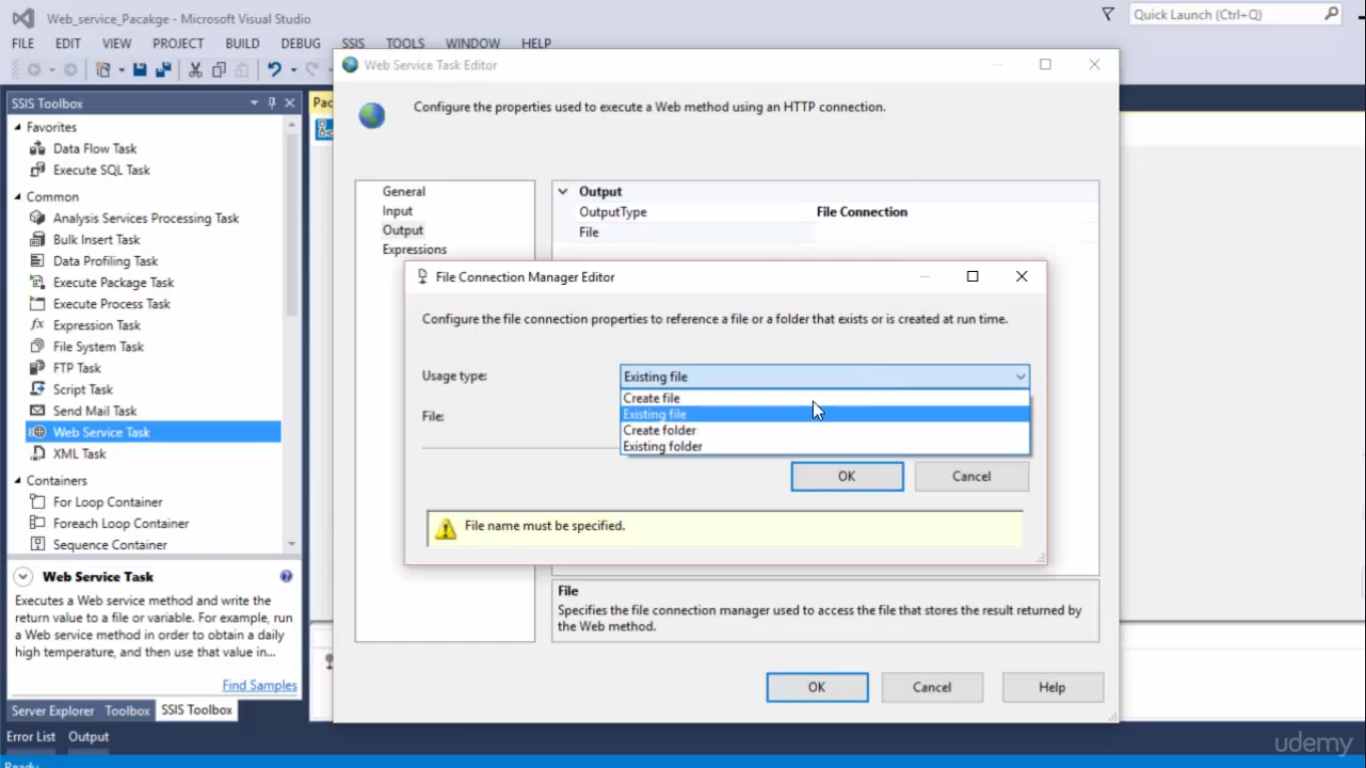 Web_service_Pacakge - Microsoft Visual Studio
Quick Launch (Ctrl+Q)
FILE EDIT VIEW PROJECT BUILD DEBUG SSIS TOOLS WINDOW HELP
SSIS Toolbox
Favorites
Data Flow Task
Execute SQL Task
Common
Analysis Services Processing Task
Bulk Insert Task
Data Profiling Task
Execute Package Task
Execute Process Task
Expression Task
File System Task
FTP Task
Script Task
Send Mail Task
Web Service Task
XML Task
Containers
For Loop Container
Foreach Loop Container
Sequence Container
Web Service Task
Executes a Web service method and write the
return value to a file or variable. For example, run
a Web service method in order to obtain a daily
high temperature, and then use that value in...
Find Samples
Server Explorer Toolbox SSIS Toolbox
Error List Output
Ready
Pac
Web Service Task Editor
Configure the properties used to execute a Web method using an HTTP connection.
General
Input
Output
Expressions
Output
OutputType File Connection
File
File Connection Manager Editor
Configure the file connection properties to reference a file or a folder that exists or is created at run time.
Usage type: Existing file
Create file
Existing file
Create folder
Existing folder
File:
OK Cancel
File name must be specified.
File
Specifies the file connection manager used to access the file that stores the result returned by
the Web method.
OK Cancel Help
udemy